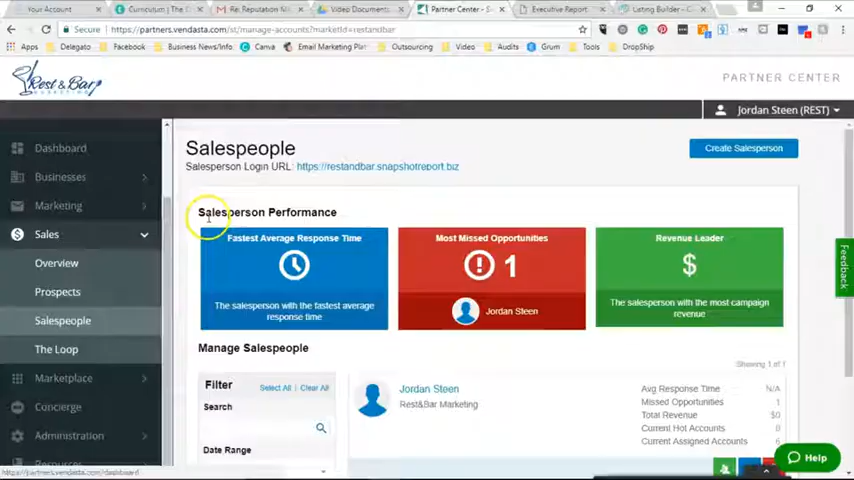 Your Account
Curriculum | The C
Rei Reputation M
Video Documents
Partner Center - S
Executive Report
Listing Builder - Ce
Secure
https://partners.vendasta.com/st/manage-accounts?marketId=restandbar
Apps
Delegato
Facebook
Business News/Info
Canva
Email Marketing Plat
Outsourcing
Video
Audits
Grum
Tools
DropShip
Rest&Bar
MARKETING
PARTNER CENTER
Jordan Steen (REST)
Dashboard
Businesses
Marketing
Sales
Overview
Prospects
Salespeople
The Loop
Marketplace
Concierge
Administration
Resources
https://partners.vendasta.com/dashboard
Salespeople
Create Salesperson
Salesperson Login URL: https://restandbar.snapshotreport.biz
Salesperson Performance
Fastest Average Response Time
The salesperson with the fastest average
response time
Most Missed Opportunities
1
Jordan Steen
Revenue Leader
$
The salesperson with the most campaign
revenue
Manage Salespeople
Showing 1 of 1
Filter
Select All | Clear All
Search
Date Range
Jordan Steen
Rest&Bar Marketing
Avg Response Time N/A
Missed Opportunities 1
Total Revenue $0
Current Hot Accounts 0
Current Assigned Accounts 6
Feedback
Help